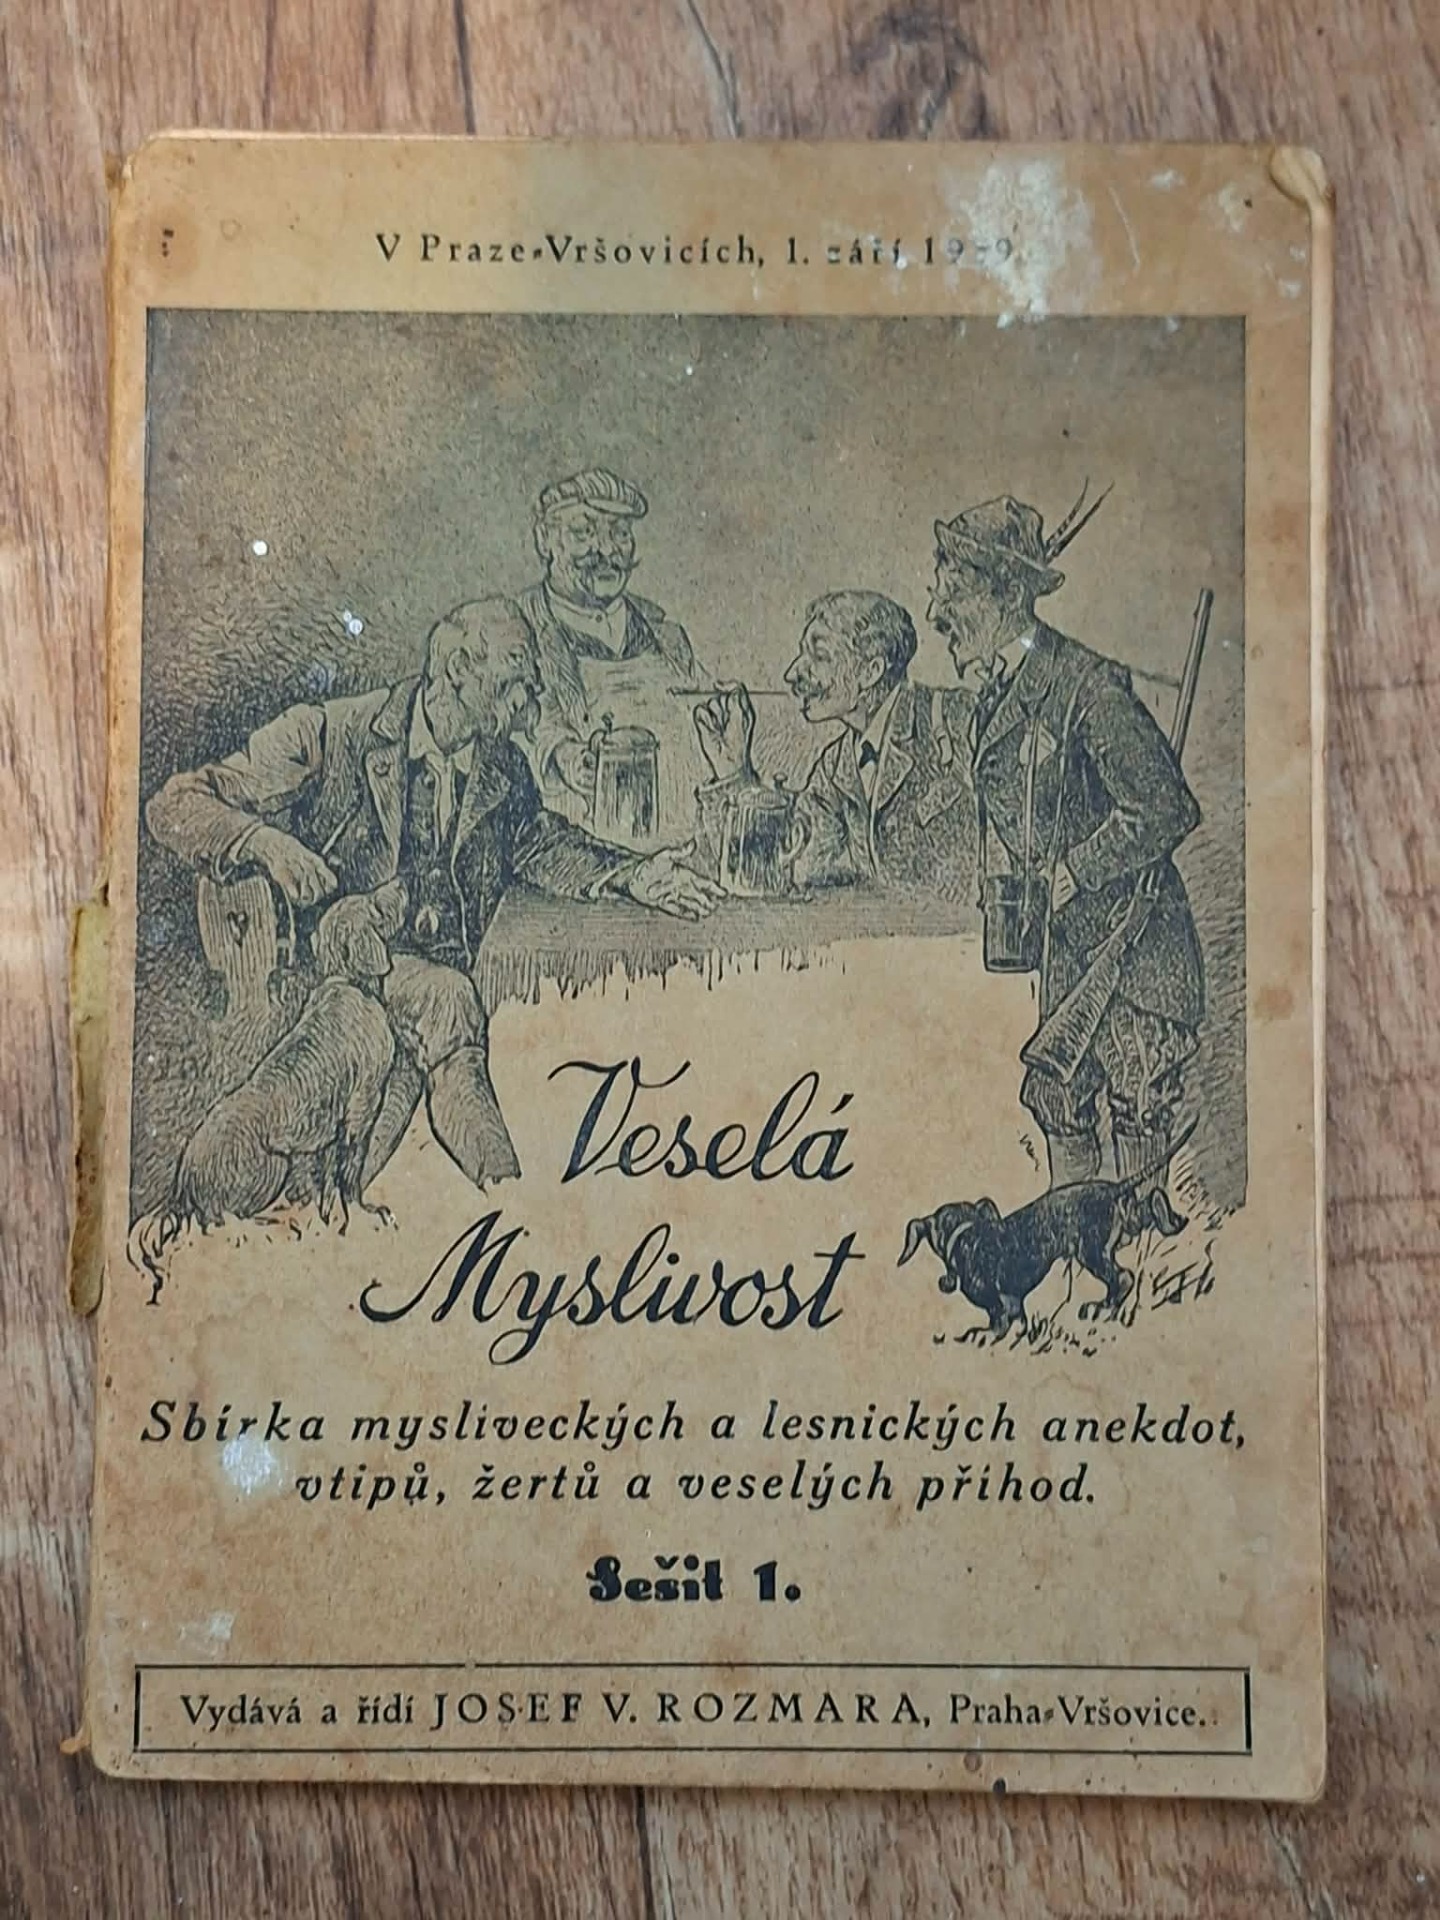 V Praze-Vršovicích, 1. září
Veselá
Myslivost
Sbírka mysliveckých a lesnických anekdot,
vtipů, žertů a veselých příhod.
Sešit 1.
Vydává a řídí JOSEF V. ROZMARA, Praha-Vršovice.